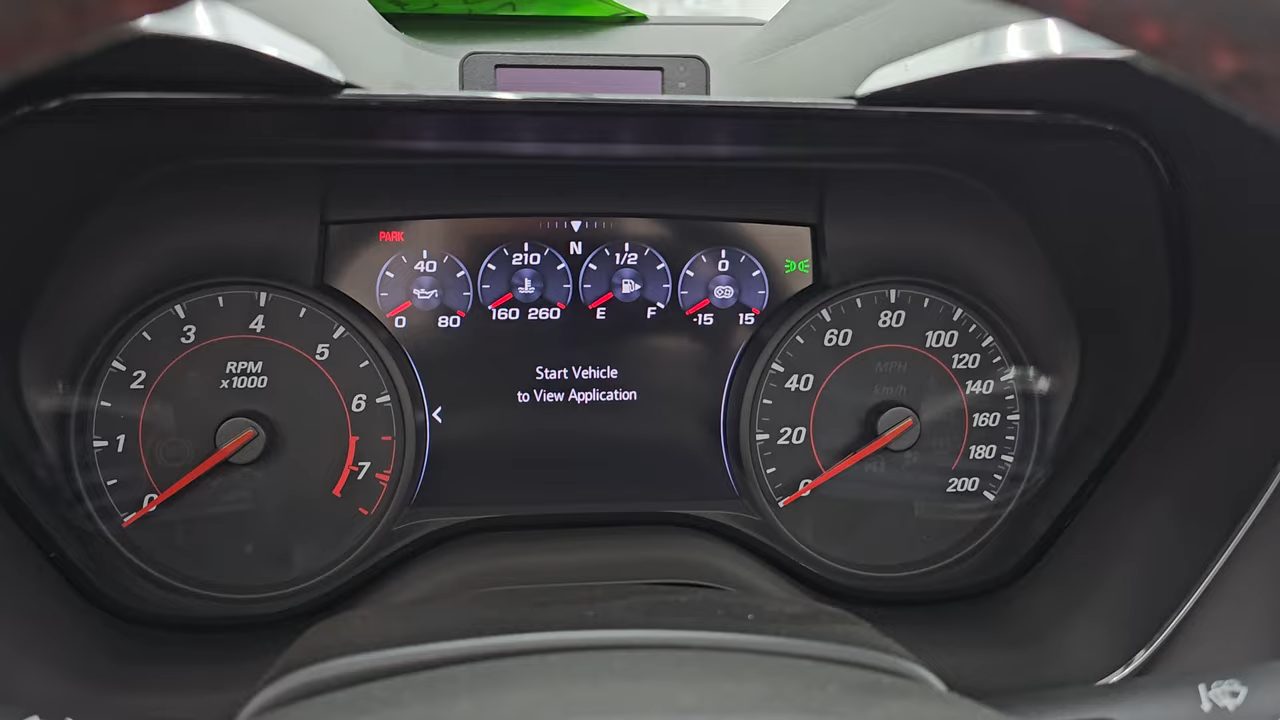 PARK
N
40
0 80
210
160 260
1/2
E F
0
-15 15
Start Vehicle
to View Application
RPM
x1000
0
1
2
3
4
5
6
7
MPH
km/h
0
20
40
60
80
100
120
140
160
180
200